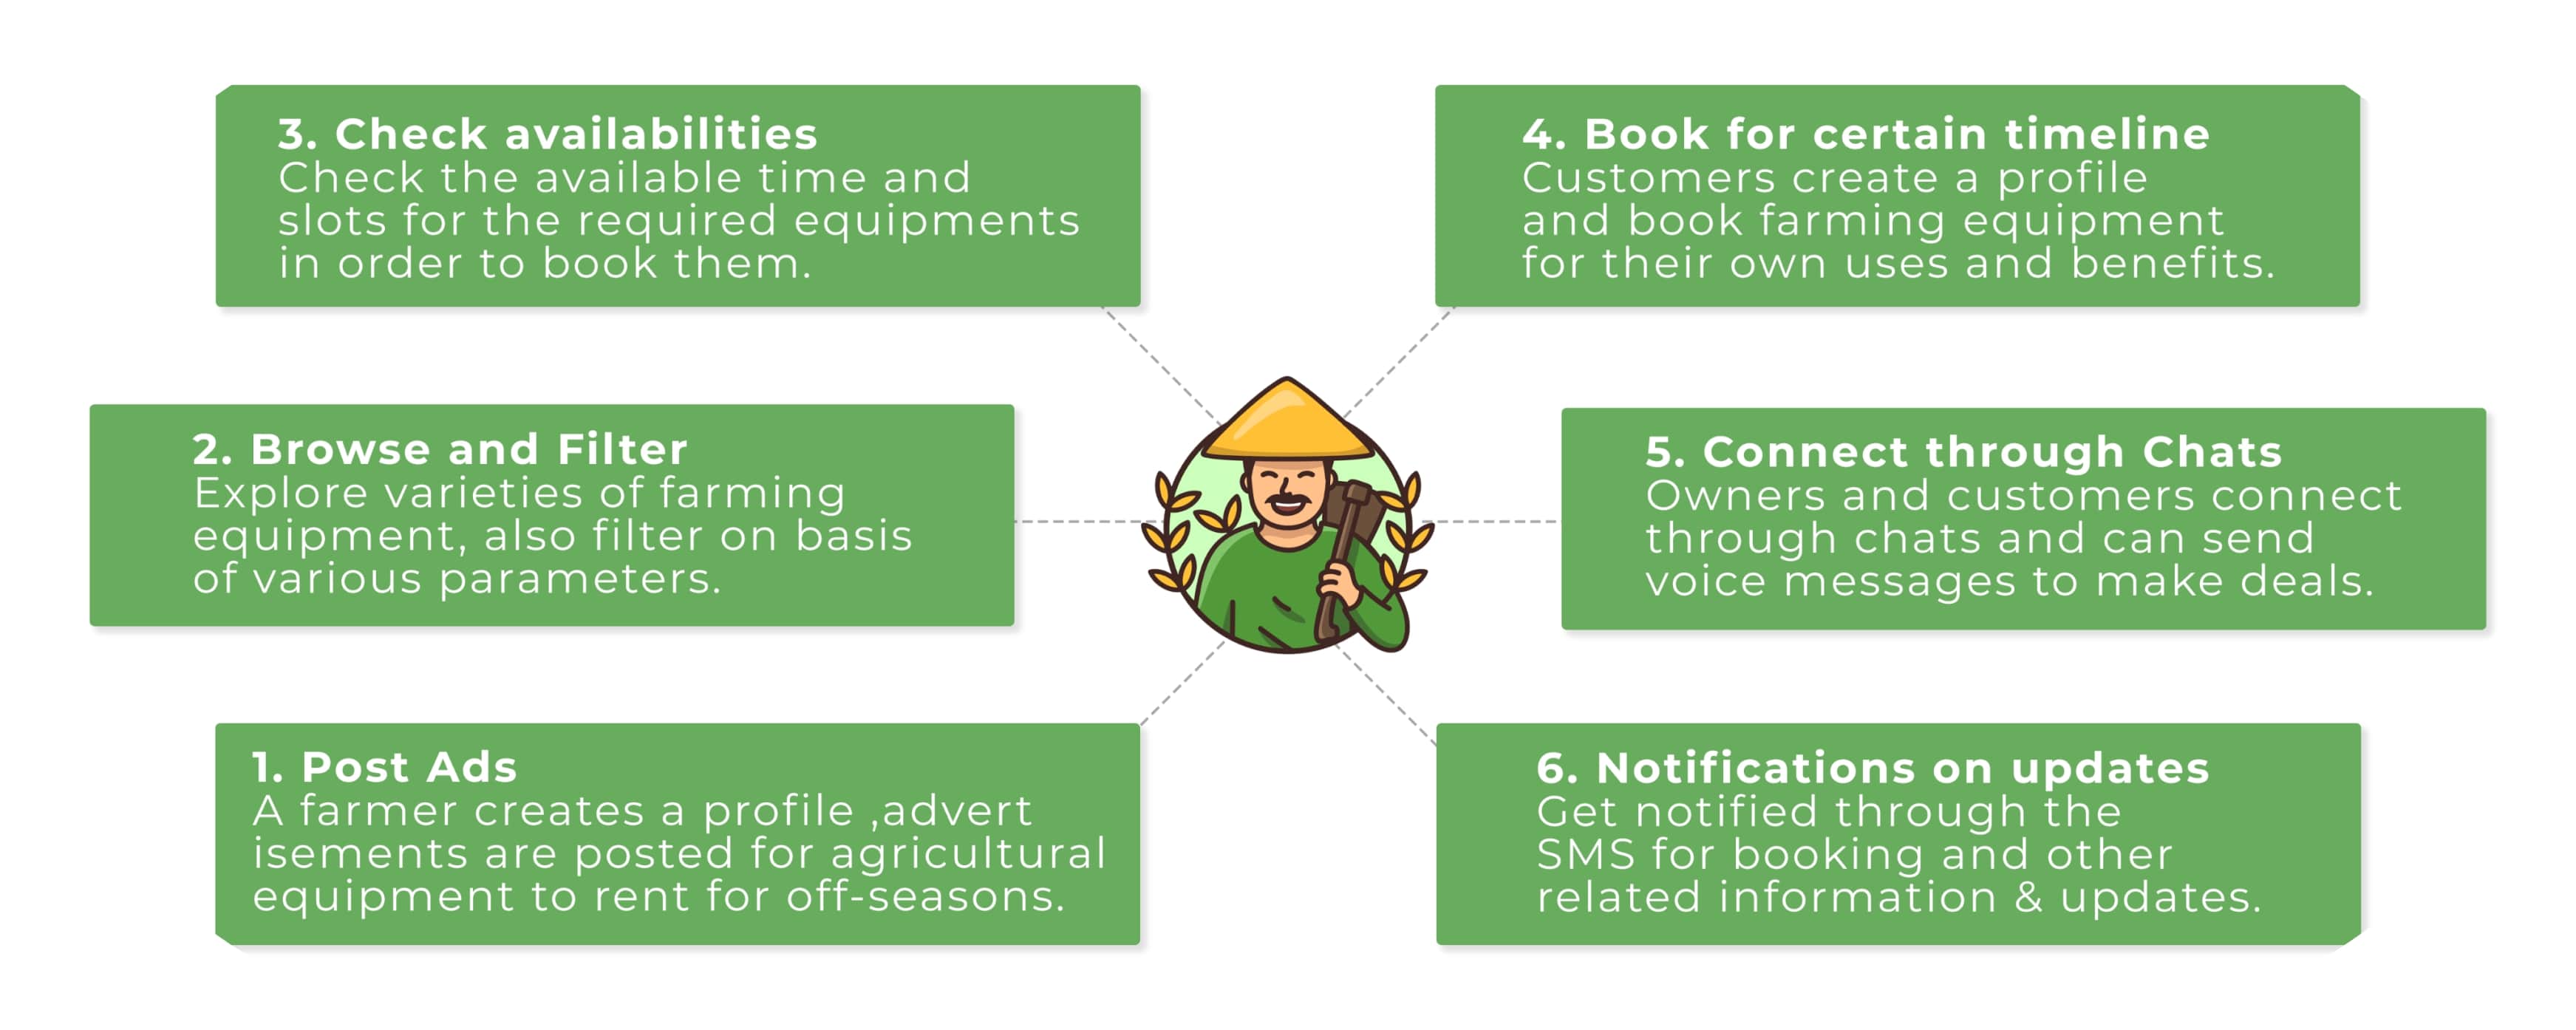 3. Check availabilities
Check the available time and
slots for the required equipments
in order to book them.
4. Book for certain timeline
Customers create a profile
and book farming equipment
for their own uses and benefits.
2. Browse and Filter
Explore varieties of farming
equipment, also filter on basis
of various parameters.
5. Connect through Chats
Owners and customers connect
through chats and can send
voice messages to make deals.
1. Post Ads
A farmer creates a profile ,advert
isements are posted for agricultural
equipment to rent for off-seasons.
6. Notifications on updates
Get notified through the
SMS for booking and other
related information & updates.